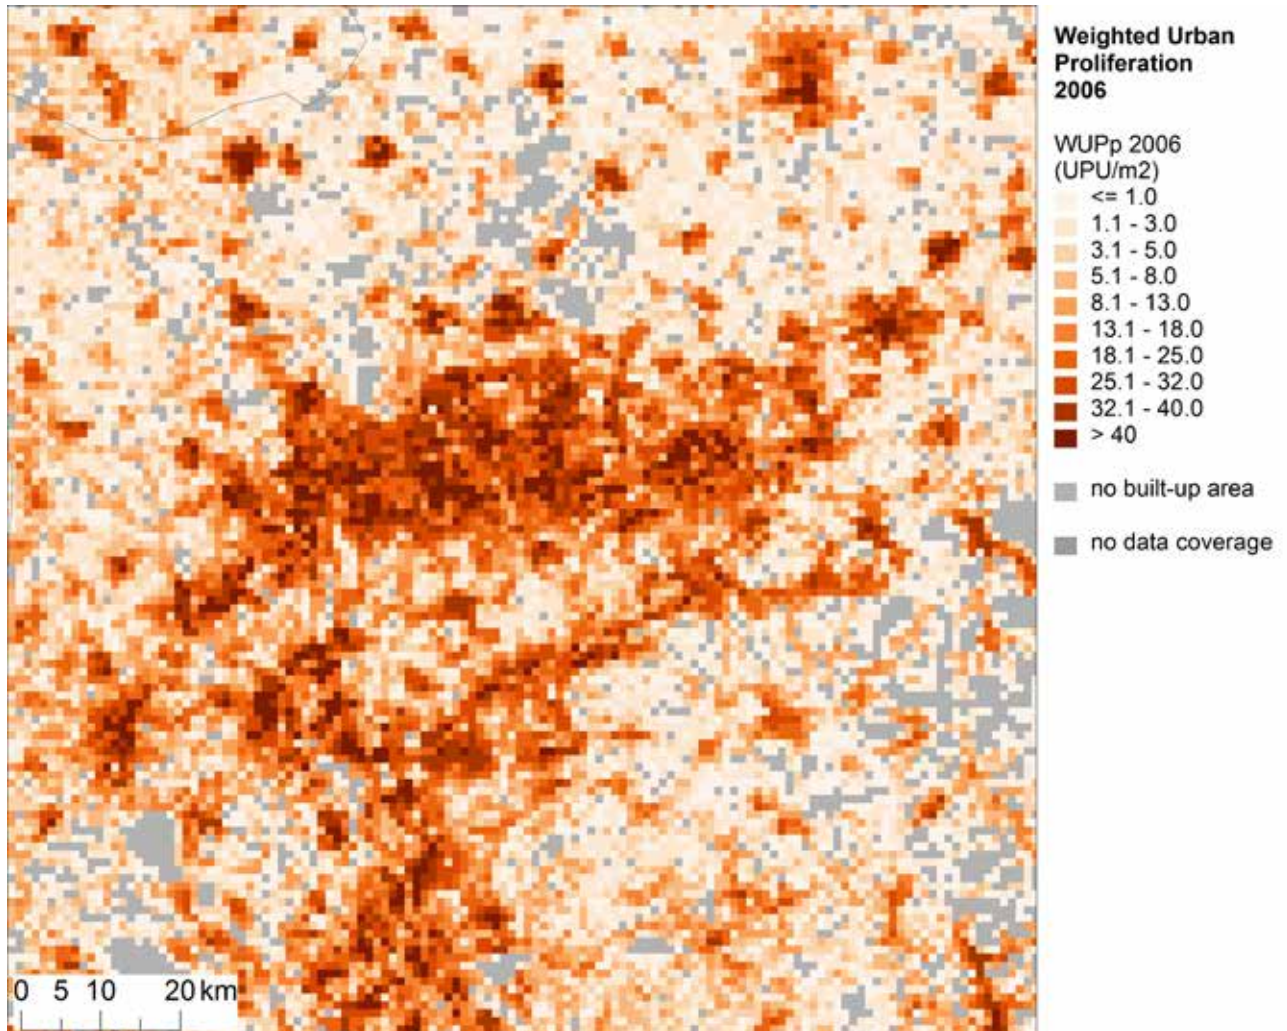 Weighted Urban
Proliferation
2006
WUPp 2006
(UPU/m2)
<= 1.0
1.1 - 3.0
3.1 - 5.0
5.1 - 8.0
8.1 - 13.0
13.1 - 18.0
18.1 - 25.0
25.1 - 32.0
32.1 - 40.0
> 40
no built-up area
no data coverage
0 5 10 20 km